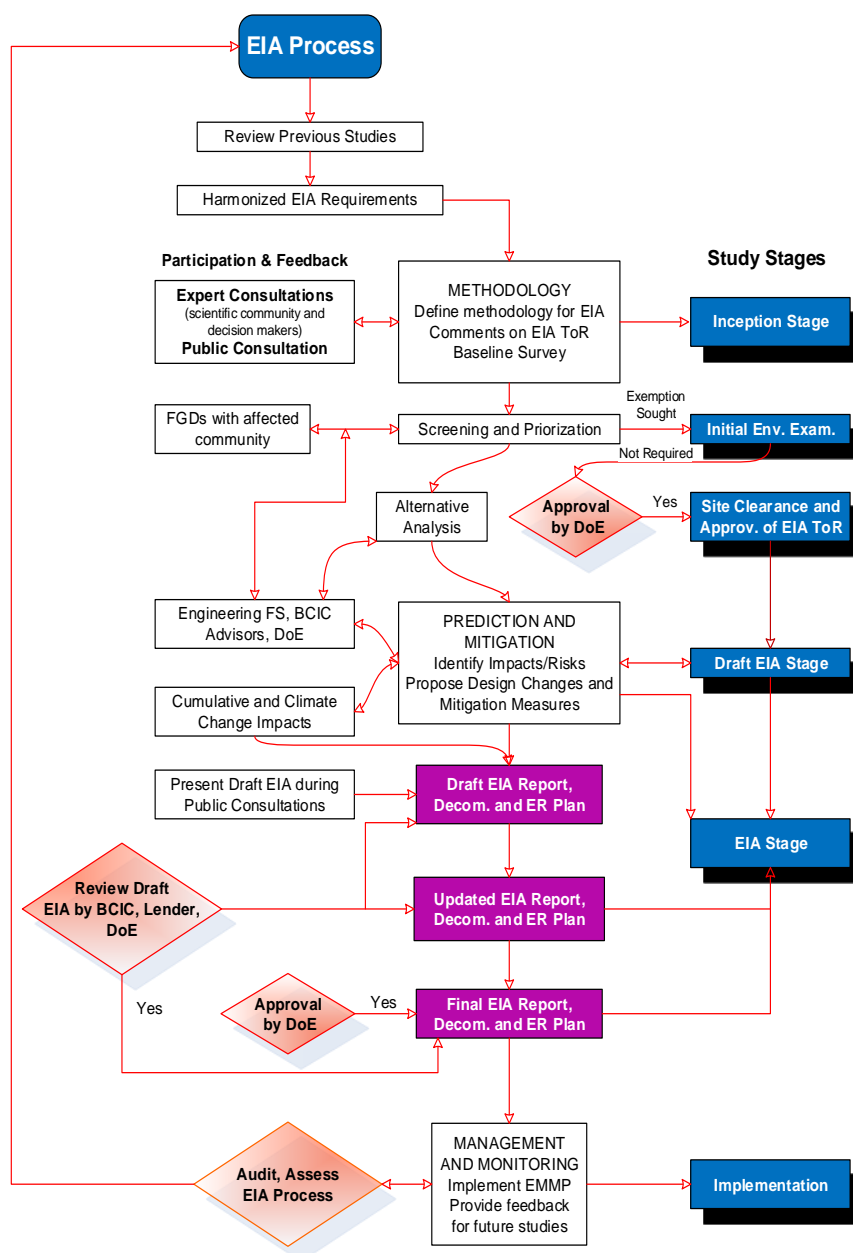 EIA Process
Review Previous Studies
Harmonized EIA Requirements
Participation & Feedback
Study Stages
Expert Consultations
(scientific community and
decision makers)
Public Consultation
METHODOLOGY
Define methodology for EIA
Comments on EIA ToR
Baseline Survey
Inception Stage
FGDs with affected
community
Screening and Priorization
Exemption
Sought
Initial Env. Exam.
Not Required
Alternative
Analysis
Approval
by DoE
Yes
Site Clearance and
Approv. of EIA ToR
Engineering FS, BCIC
Advisors, DoE
PREDICTION AND
MITIGATION
Identify Impacts/Risks
Propose Design Changes and
Mitigation Measures
Draft EIA Stage
Cumulative and Climate
Change Impacts
Present Draft EIA during
Public Consultations
Draft EIA Report,
Decom. and ER Plan
EIA Stage
Review Draft
EIA by BCIC, Lender,
DoE
Updated EIA Report,
Decom. and ER Plan
Yes
Approval
by DoE
Yes
Final EIA Report,
Decom. and ER Plan
Audit, Assess
EIA Process
MANAGEMENT
AND MONITORING
Implement EMMP
Provide feedback
for future studies
Implementation